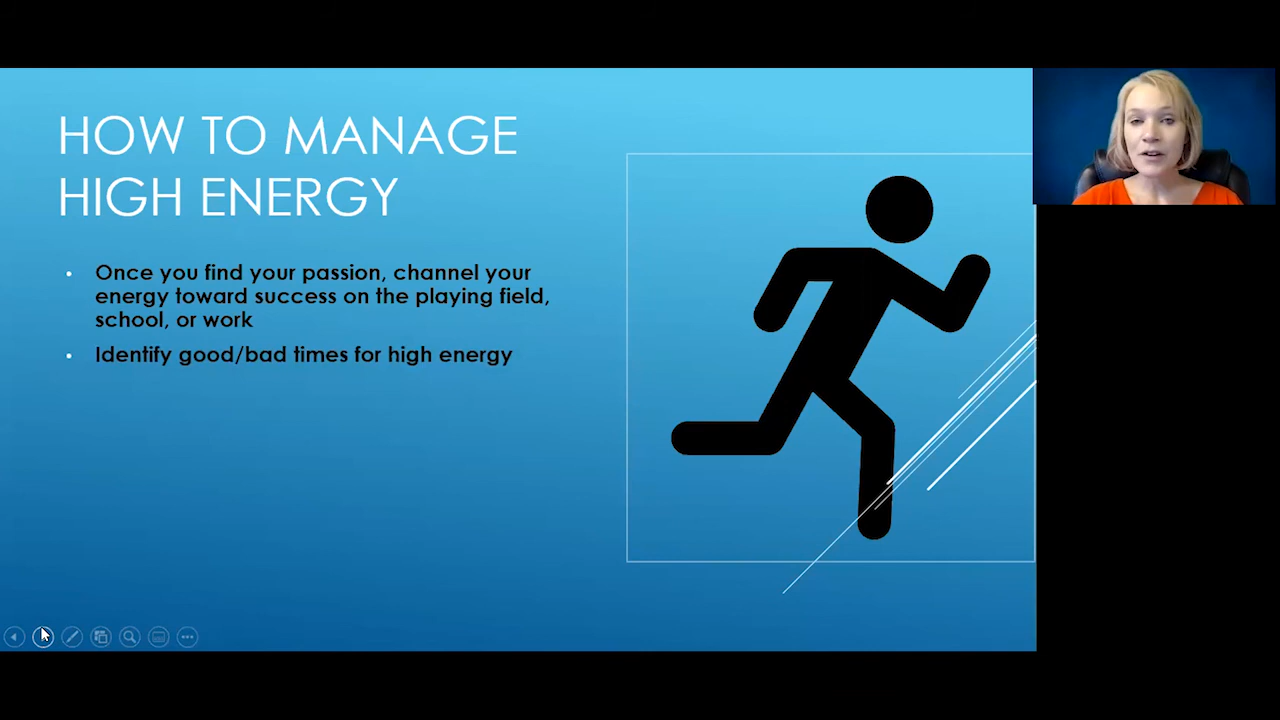 HOW TO MANAGE
HIGH ENERGY
• Once you find your passion, channel your
energy toward success on the playing field,
school, or work
• Identify good/bad times for high energy